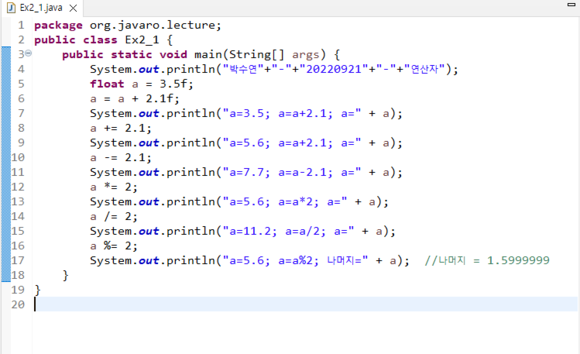 Ex2_1.java
1 package org.javaro.lecture;
2 public class Ex2_1 {
3 public static void main(String[] args) {
4 System.out.println("박수연"+"-"+"20220921"+"-"+"연산자");
5 float a = 3.5f;
6 a = a + 2.1f;
7 System.out.println("a=3.5; a=a+2.1; a=" + a);
8 a += 2.1;
9 System.out.println("a=5.6; a=a+2.1; a=" + a);
10 a -= 2.1;
11 System.out.println("a=7.7; a=a-2.1; a=" + a);
12 a *= 2;
13 System.out.println("a=5.6; a=a*2; a=" + a);
14 a /= 2;
15 System.out.println("a=11.2; a=a/2; a=" + a);
16 a %= 2;
17 System.out.println("a=5.6; a=a%2; 나머지=" + a); //나머지 = 1.5999999
18 }
19 }
20